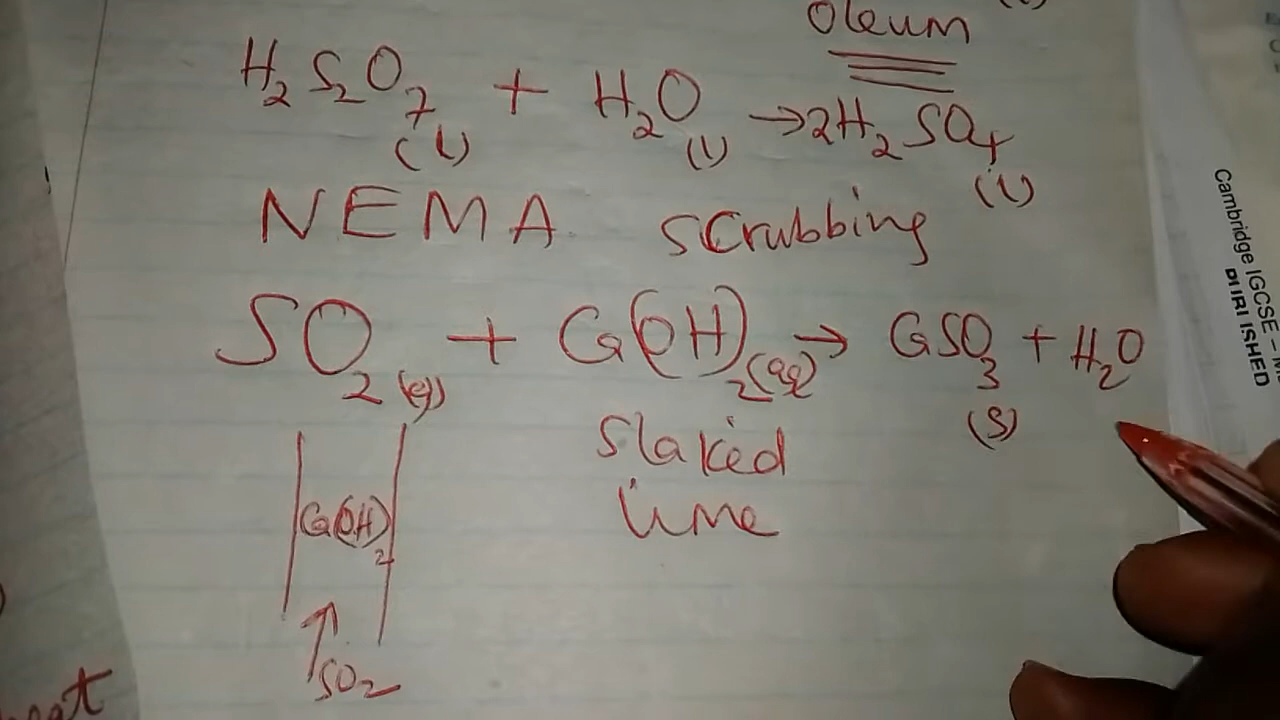 Oleum
H₂S₂O₇ (l) + H₂O (l) → 2H₂SO₄ (l)
NEMA scrubbing
SO₂ (g) + Ca(OH)₂ (aq) → CaSO₃ (s) + H₂O
Slaked
lime
Ca(OH)₂
SO₂
Cambridge IGCSE –
PUBLISHED